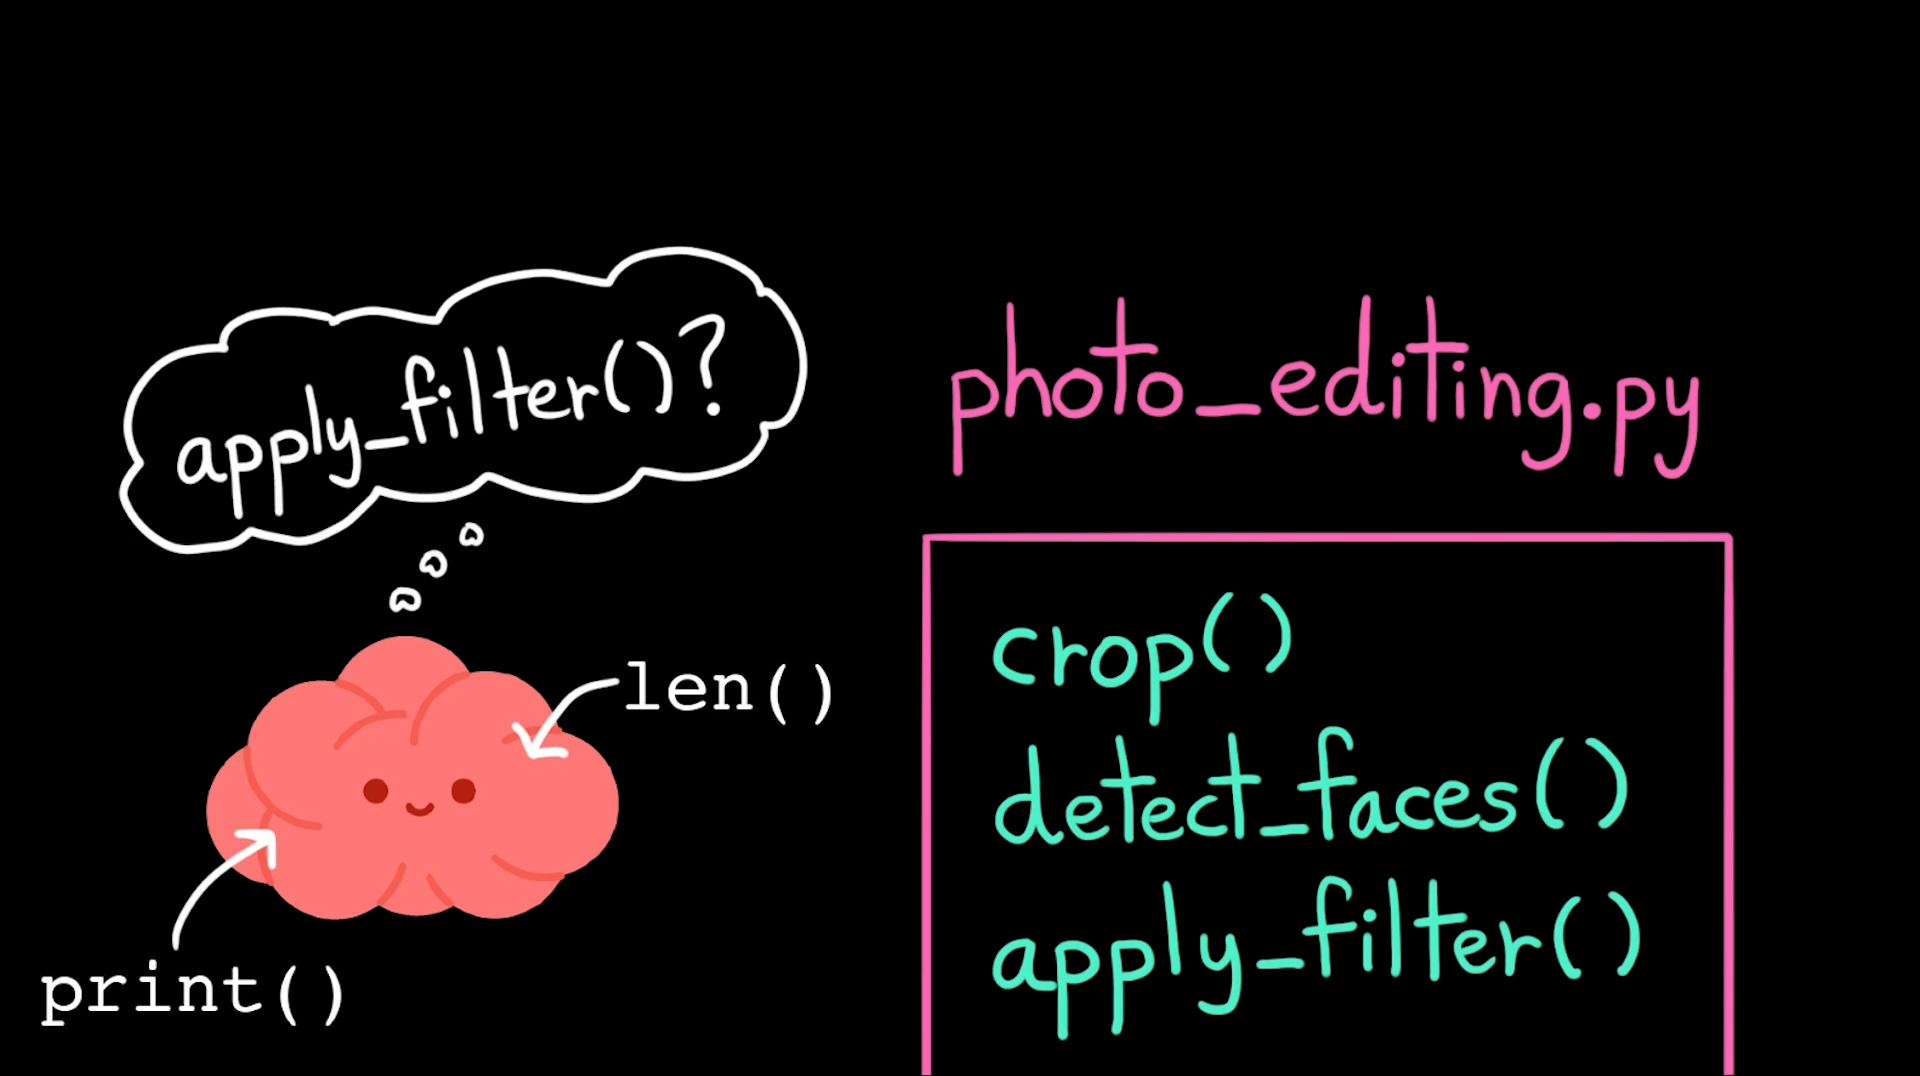 apply_filter()?
len()
print()
photo_editing.py
crop()
detect_faces()
apply_filter()